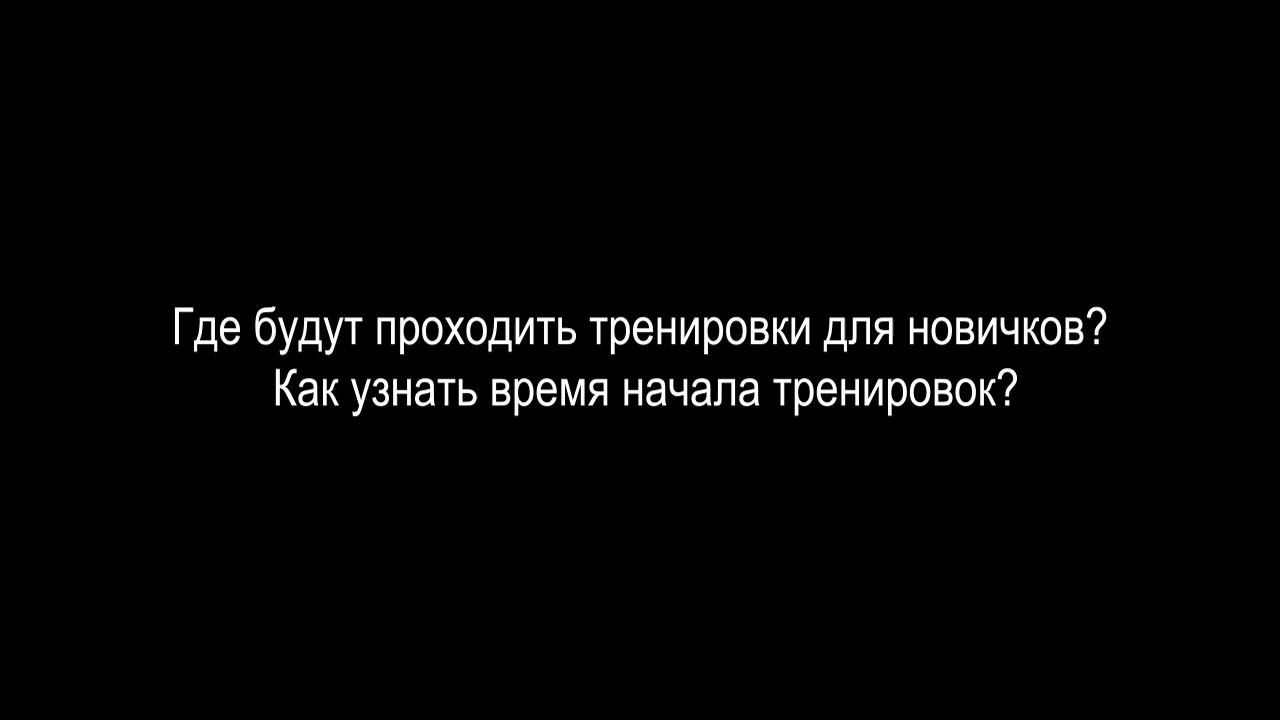 Где будут проходить тренировки для новичков?
Как узнать время начала тренировок?